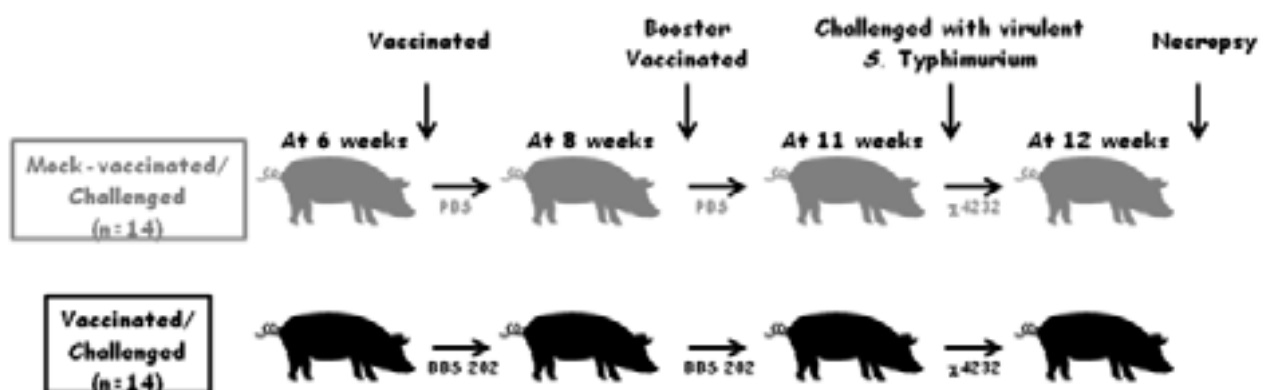 Vaccinated
Booster
Vaccinated
Challenged with virulent
S. Typhimurium
Necropsy
At 6 weeks
At 8 weeks
At 11 weeks
At 12 weeks
Mock-vaccinated/
Challenged
(n=14)
PBS
PBS
χ4232
Vaccinated/
Challenged
(n=14)
BBS 202
BBS 202
χ4232